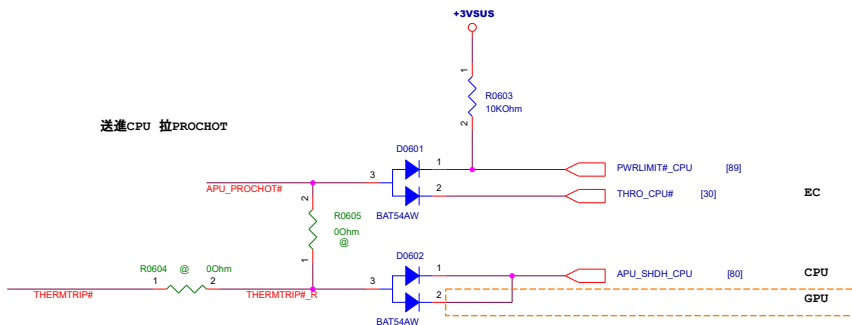 +3VSUS
1
R0603
10KOhm
2
送進CPU 拉PROCHOT
D0601
1
PWRLIMIT#_CPU [89]
3
APU_PROCHOT#
2
THRO_CPU# [30]
EC
BAT54AW
2
R0605
0Ohm
@
1
D0602
R0604 @ 0Ohm
1
APU_SHDH_CPU [80]
CPU
1 2
3
THERMTRIP#
THERMTRIP#_R
2
GPU
BAT54AW